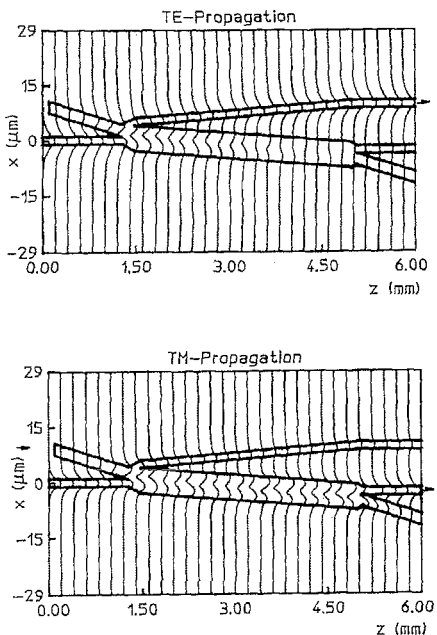 TE-Propagation
29
15
0
-15
-29
x (μm)
0.00 1.50 3.00 4.50 6.00
z (mm)
TM-Propagation
29
15
0
-15
-29
x (μm)
0.00 1.50 3.00 4.50 6.00
z (mm)